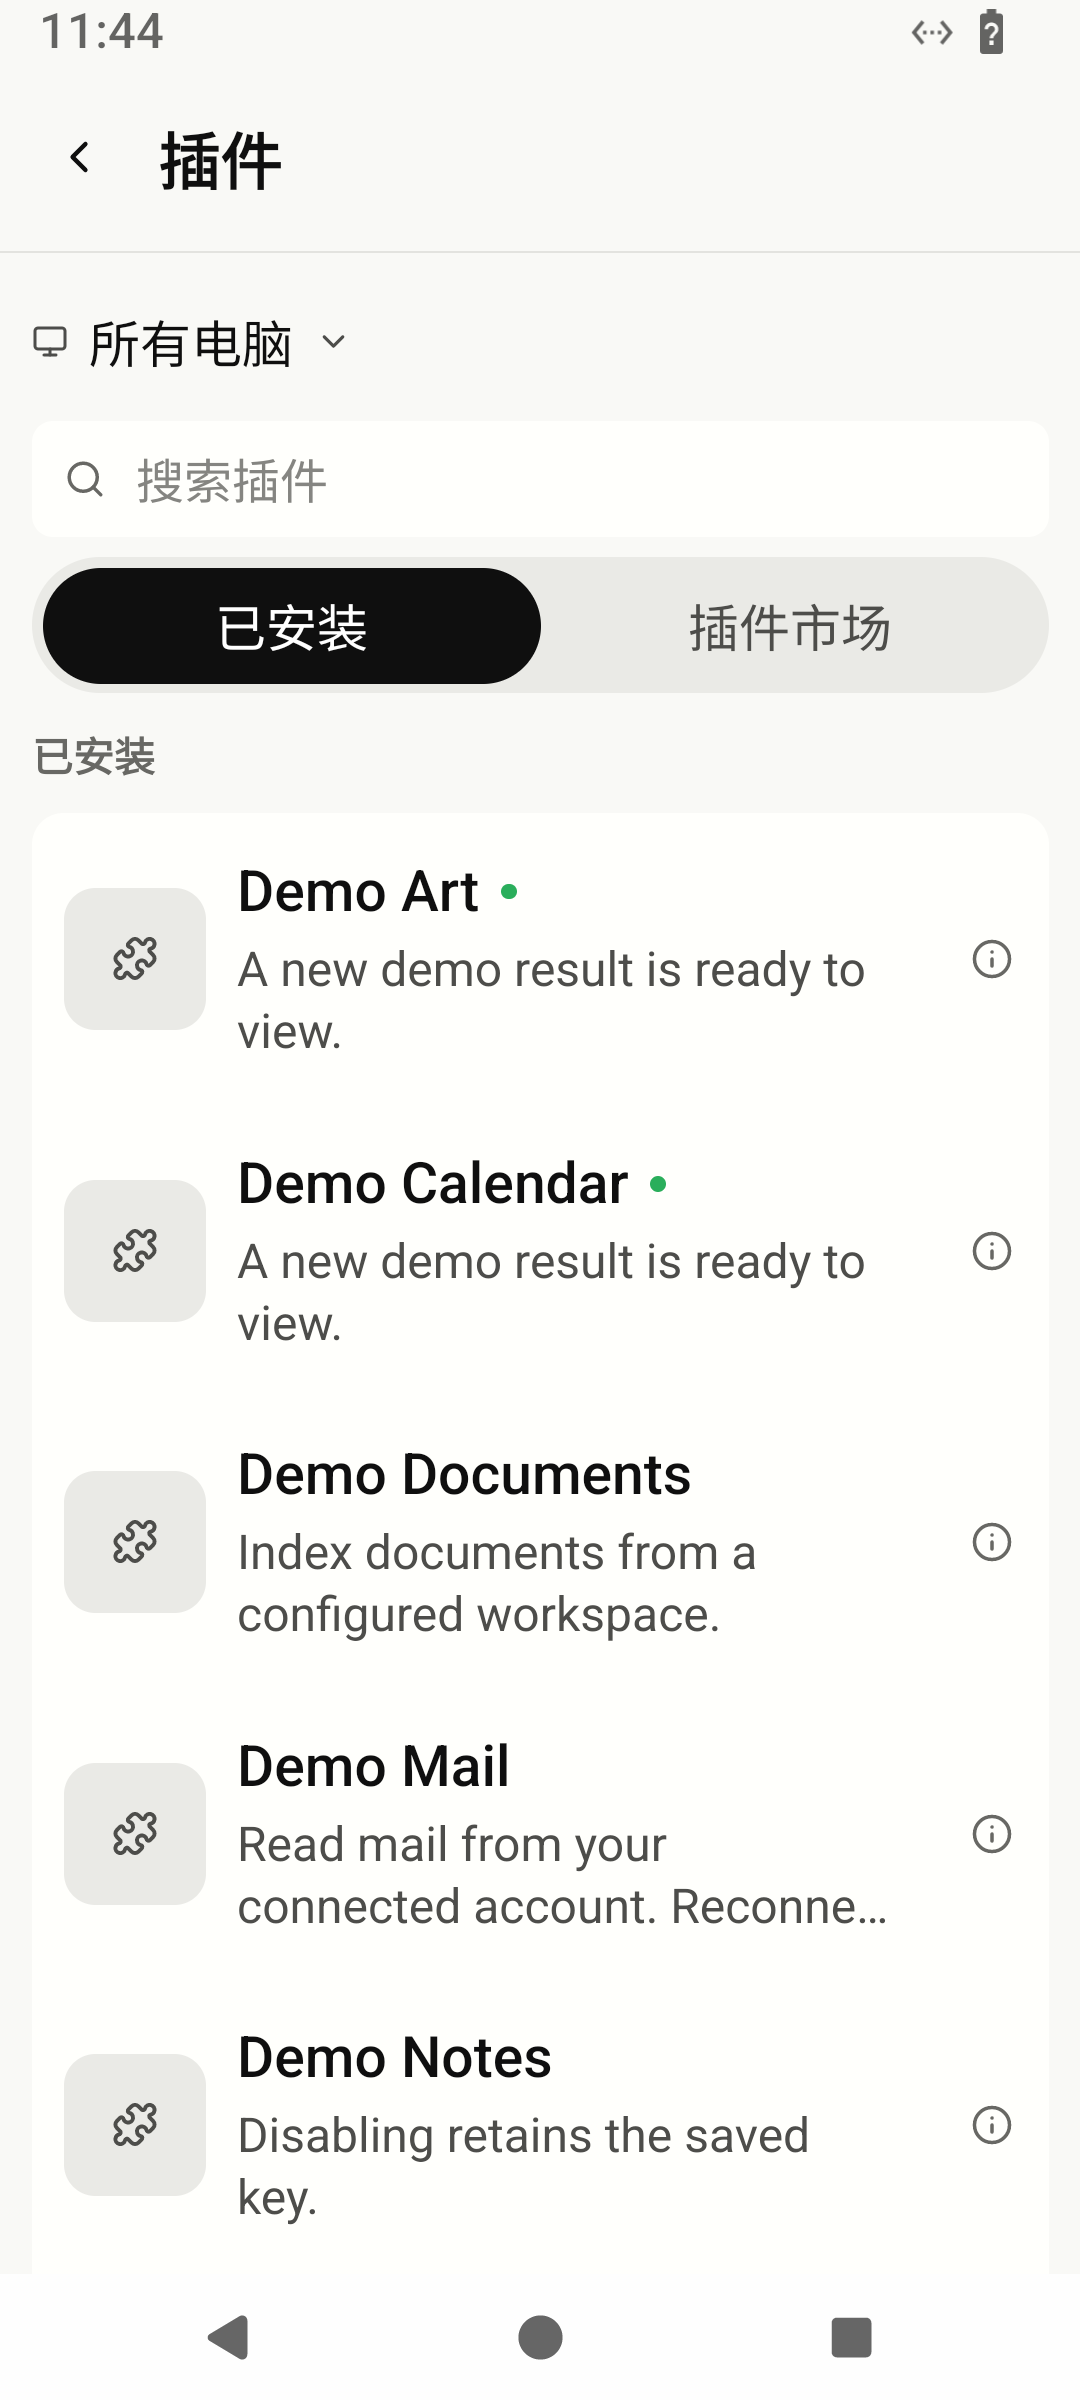 11:44
插件
所有电脑
搜索插件
已安装
插件市场
已安装
Demo Art
A new demo result is ready to
view.
Demo Calendar
A new demo result is ready to
view.
Demo Documents
Index documents from a
configured workspace.
Demo Mail
Read mail from your
connected account. Reconne…
Demo Notes
Disabling retains the saved
key.